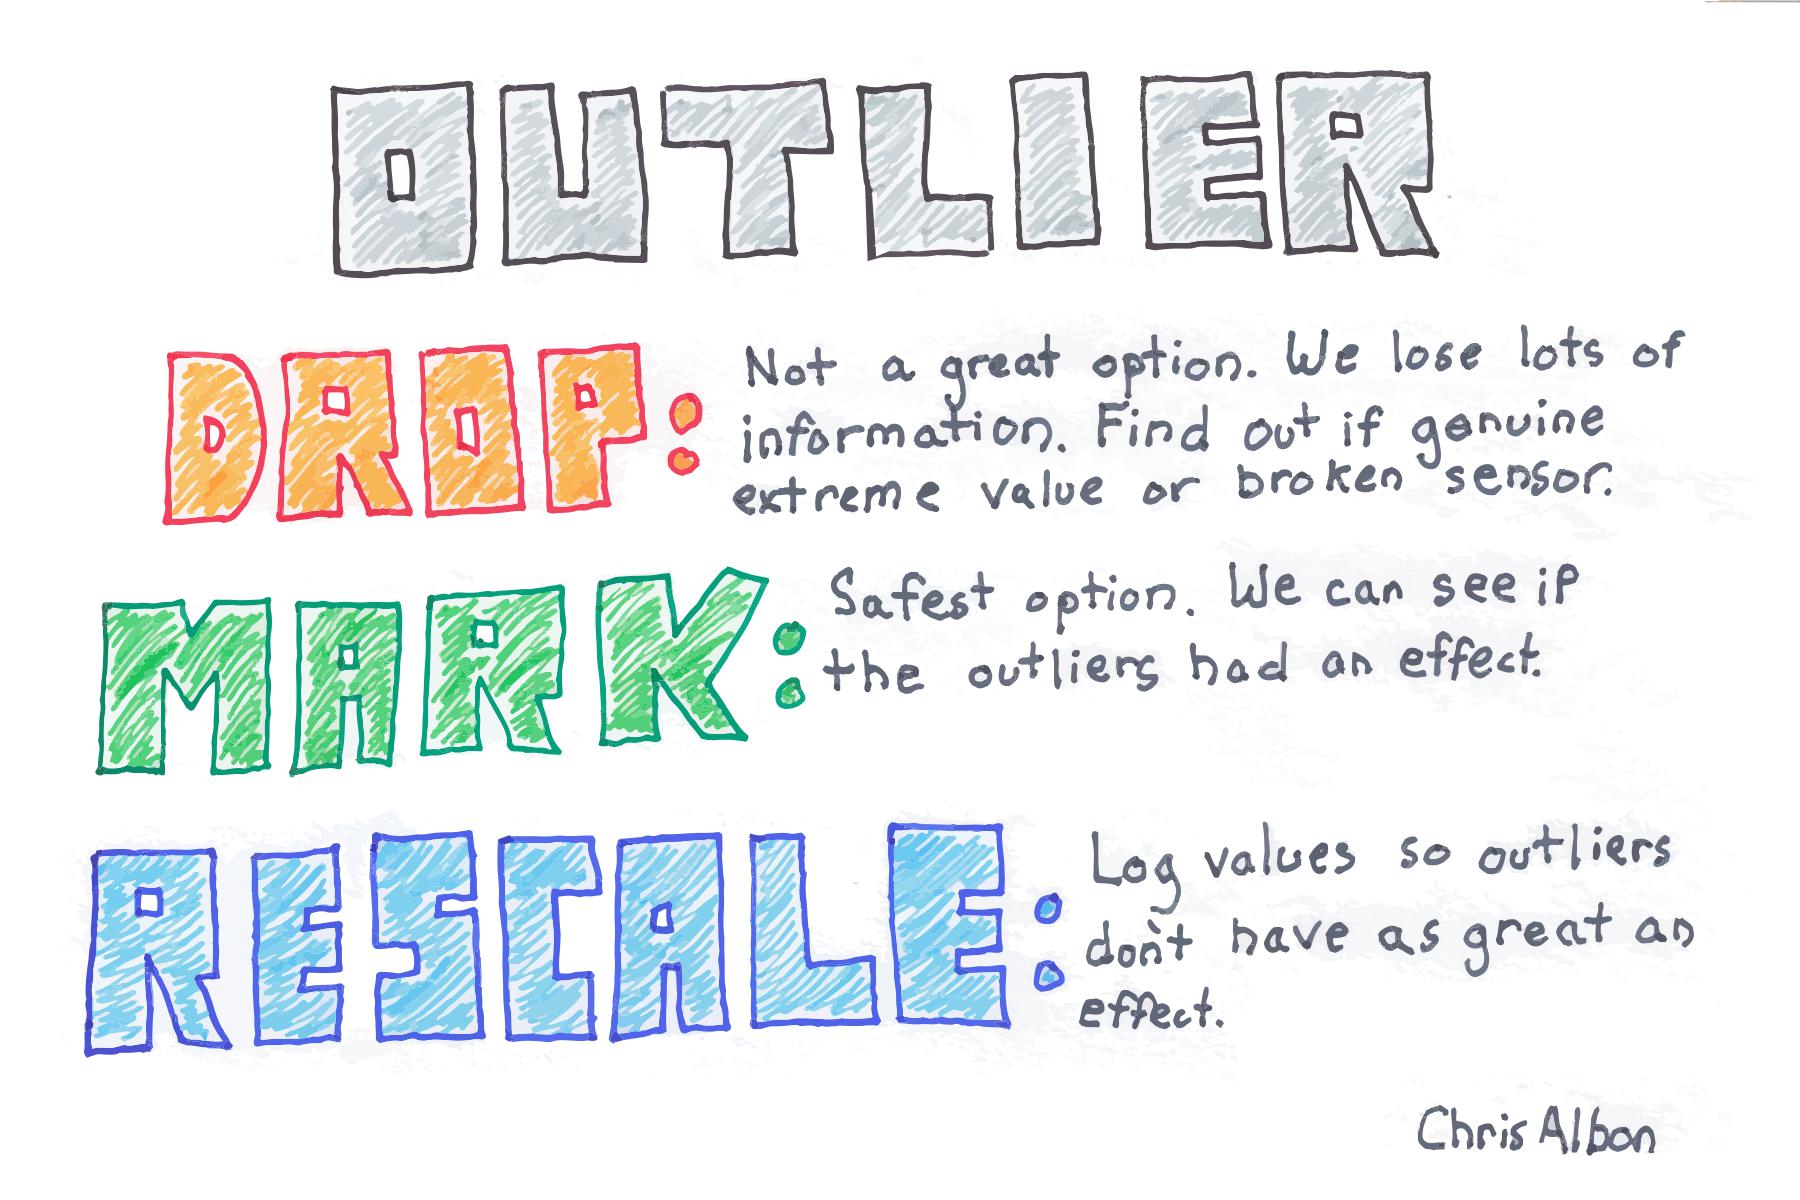 OUTLIER
DROP: Not a great option. We lose lots of
information. Find out if genuine
extreme value or broken sensor.
MARK: Safest option. We can see if
the outliers had an effect.
RESCALE: Log values so outliers
don't have as great an
effect.
Chris Albon